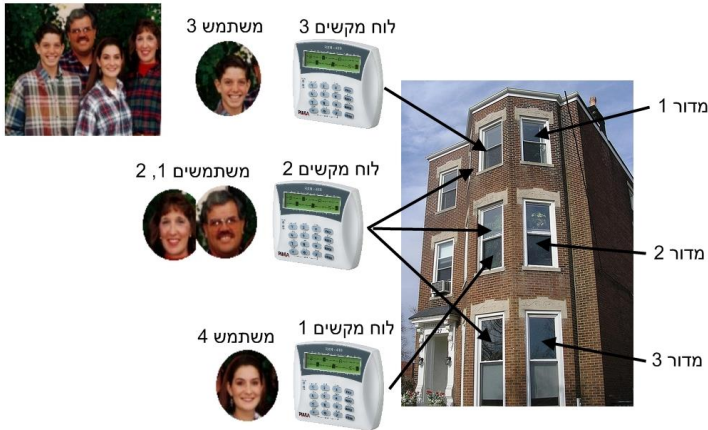 משתמש 3
לוח מקשים 3
מדור 1
משתמשים 1, 2
לוח מקשים 2
מדור 2
משתמש 4
לוח מקשים 1
מדור 3
PIMA